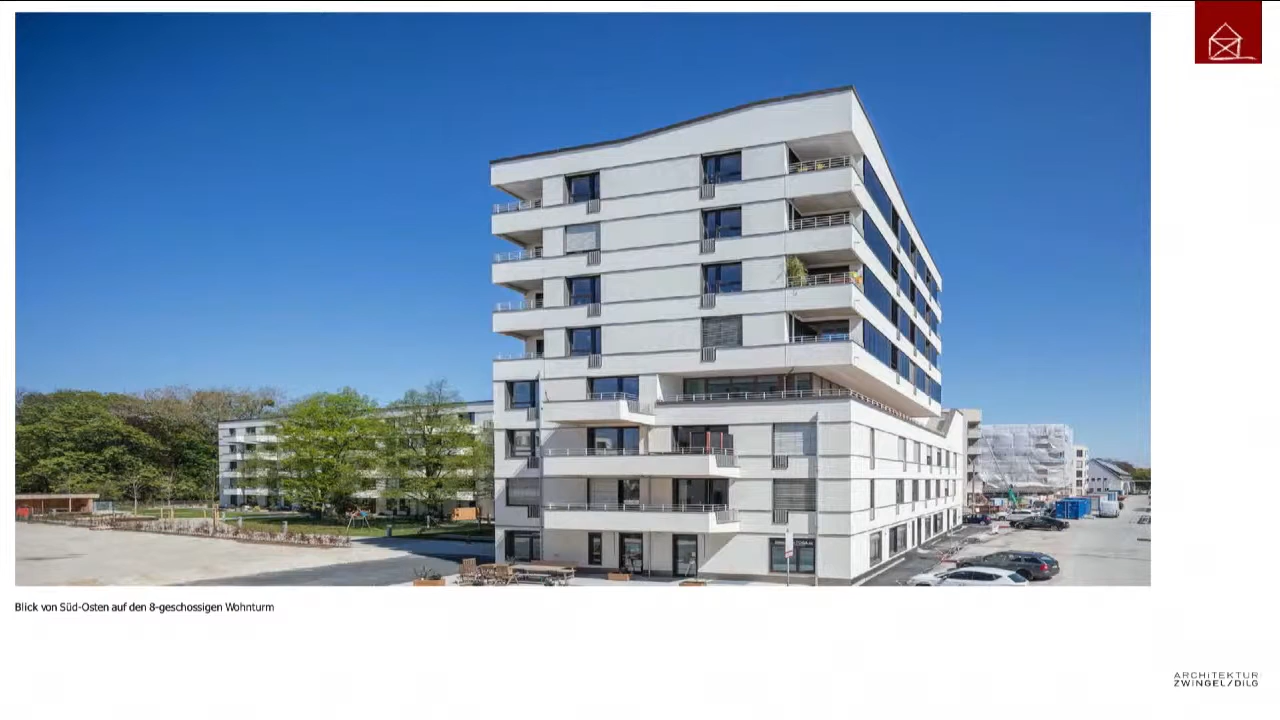 Blick von Süd-Osten auf den 8-geschossigen Wohnturm
ARCHITEKTUR
ZWINGEL/DILG